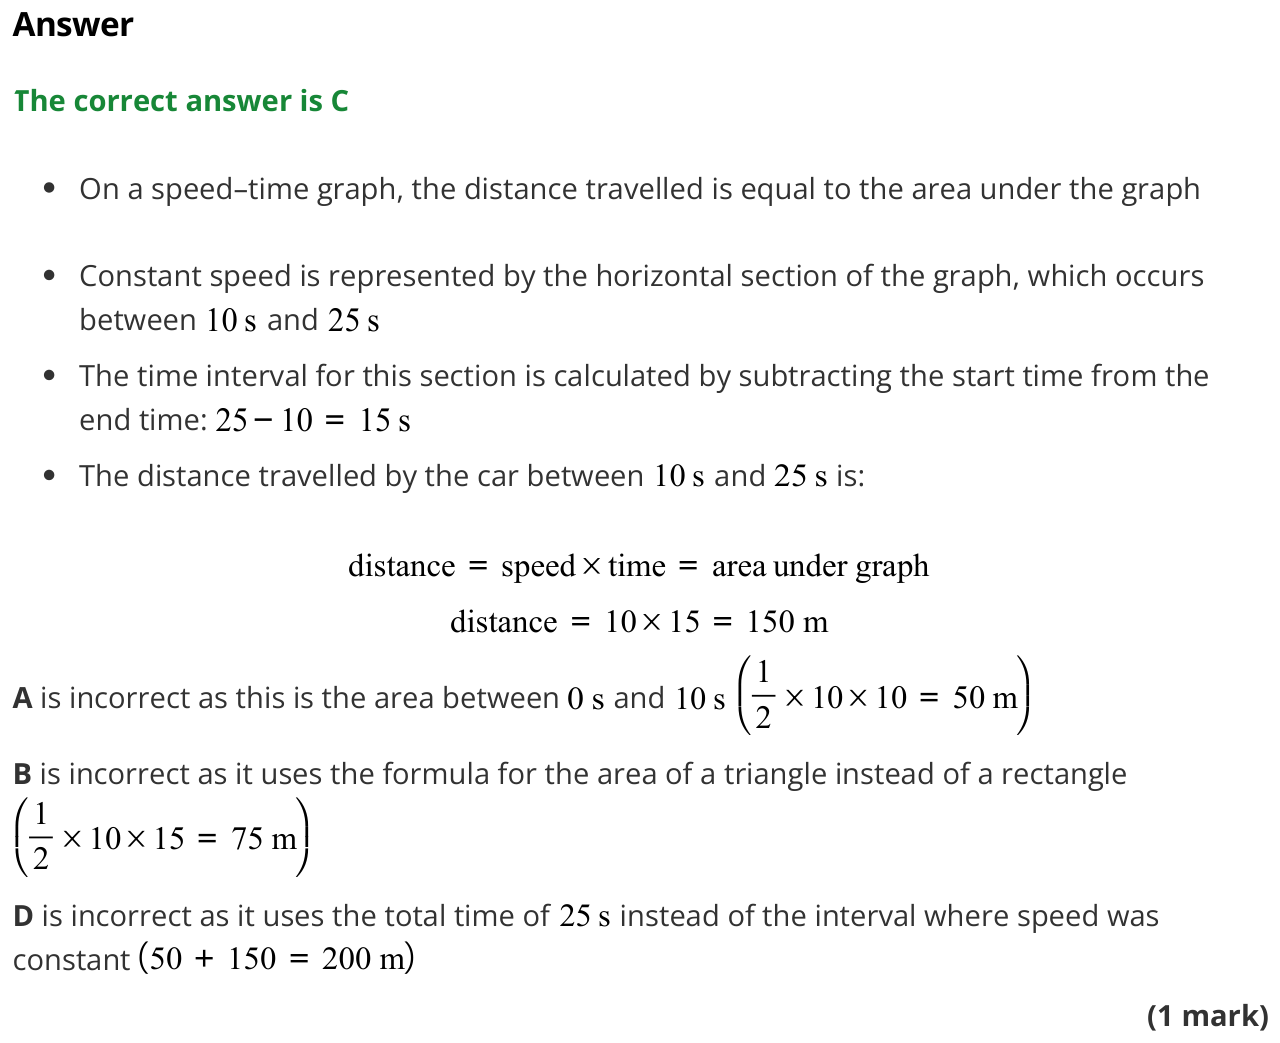 Answer
The correct answer is C
• On a speed–time graph, the distance travelled is equal to the area under the graph
• Constant speed is represented by the horizontal section of the graph, which occurs
between 10 s and 25 s
• The time interval for this section is calculated by subtracting the start time from the
end time: 25 − 10 = 15 s
• The distance travelled by the car between 10 s and 25 s is:
distance = speed × time = area under graph
distance = 10 × 15 = 150 m
A is incorrect as this is the area between 0 s and 10 s (1/2 × 10 × 10 = 50 m)
B is incorrect as it uses the formula for the area of a triangle instead of a rectangle
(1/2 × 10 × 15 = 75 m)
D is incorrect as it uses the total time of 25 s instead of the interval where speed was
constant (50 + 150 = 200 m)
(1 mark)